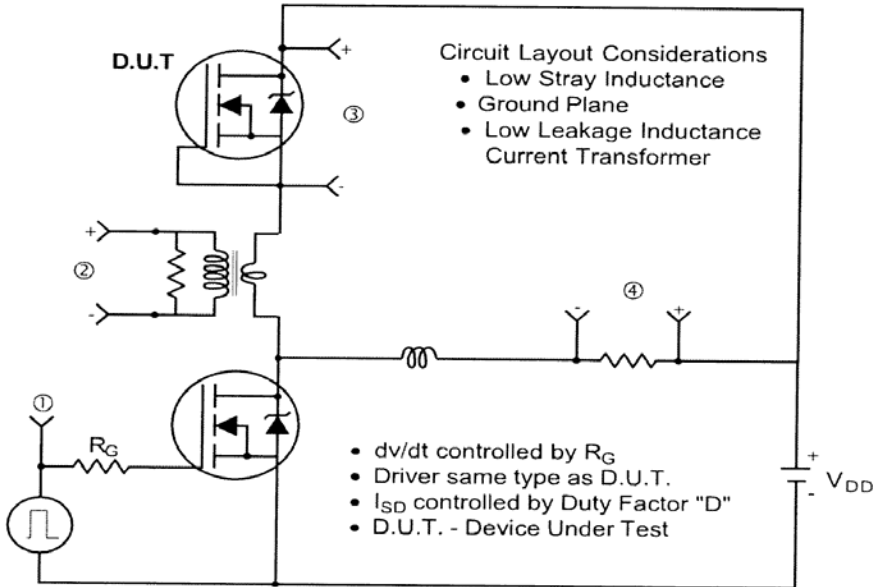 D.U.T
+
Circuit Layout Considerations
• Low Stray Inductance
• Ground Plane
• Low Leakage Inductance
Current Transformer
③
-
+
②
-
④
-
+
①
R_G
• dv/dt controlled by R_G
• Driver same type as D.U.T.
• I_SD controlled by Duty Factor "D"
• D.U.T. - Device Under Test
+
V_DD
-